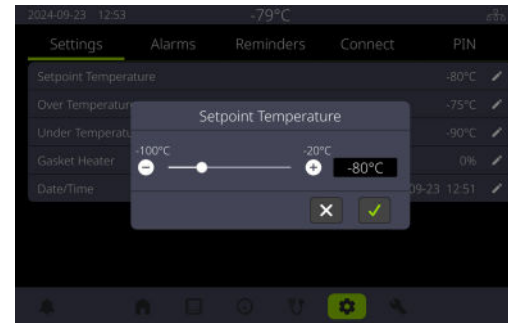 2024-09-23 12:53 -79°C
Settings Alarms Reminders Connect PIN
Setpoint Temperature -80°C
Over Temperatur -75°C
Under Temperatu -90°C
Gasket Heater 0%
Date/Time 09-23 12:51
Setpoint Temperature
-100°C -20°C
-80°C